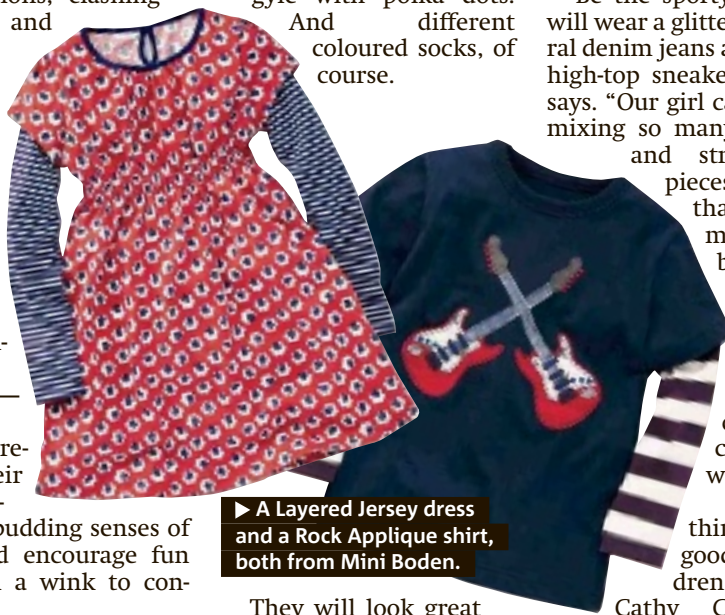 and
gyle with polka dots.
And different
coloured socks, of
course.
Be the sporty
will wear a glitte
ral denim jeans a
high-top sneake
says. “Our girl ca
mixing so many
and str
pieces
tha
m
b
re-
eir
budding senses of
d encourage fun
a wink to con-
▶ A Layered Jersey dress
and a Rock Applique shirt,
both from Mini Boden.
They will look great
c
w
thin
good
dren
Cathy